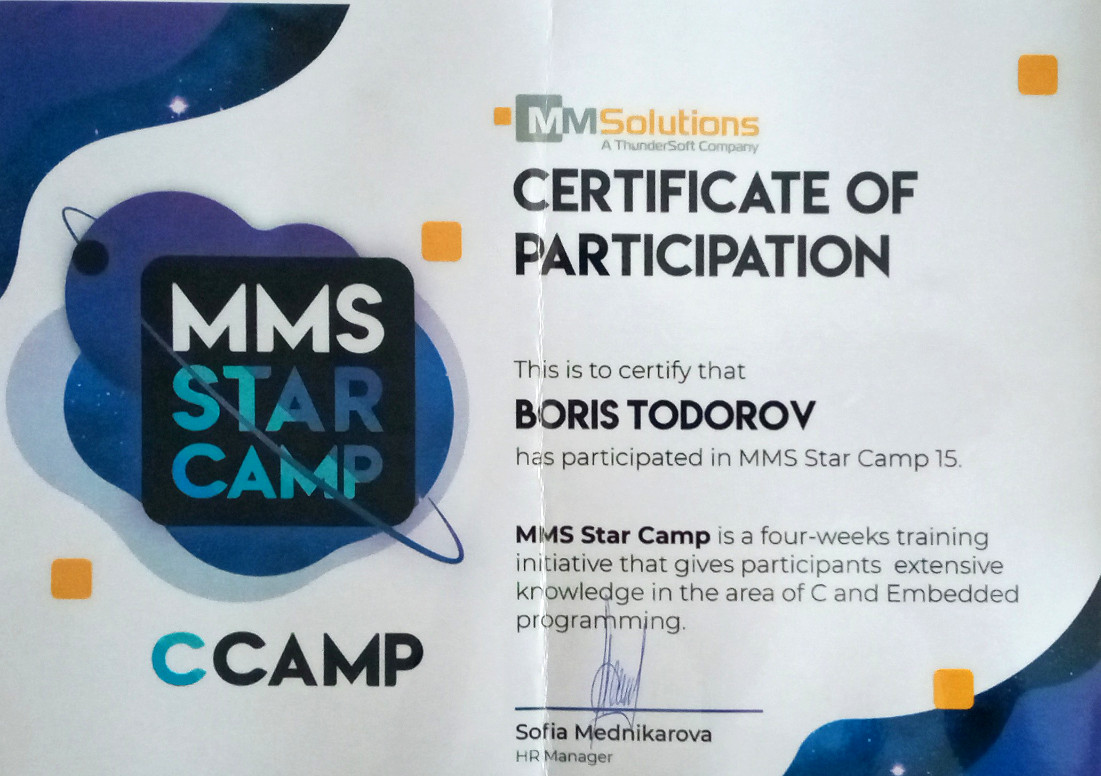 MMSolutions
A ThunderSoft Company
CERTIFICATE OF
PARTICIPATION
MMS
STAR
CAMP
CCAMP
This is to certify that
BORIS TODOROV
has participated in MMS Star Camp 15.
MMS Star Camp is a four-weeks training
initiative that gives participants extensive
knowledge in the area of C and Embedded
programming.
Sofia Mednikarova
HR Manager